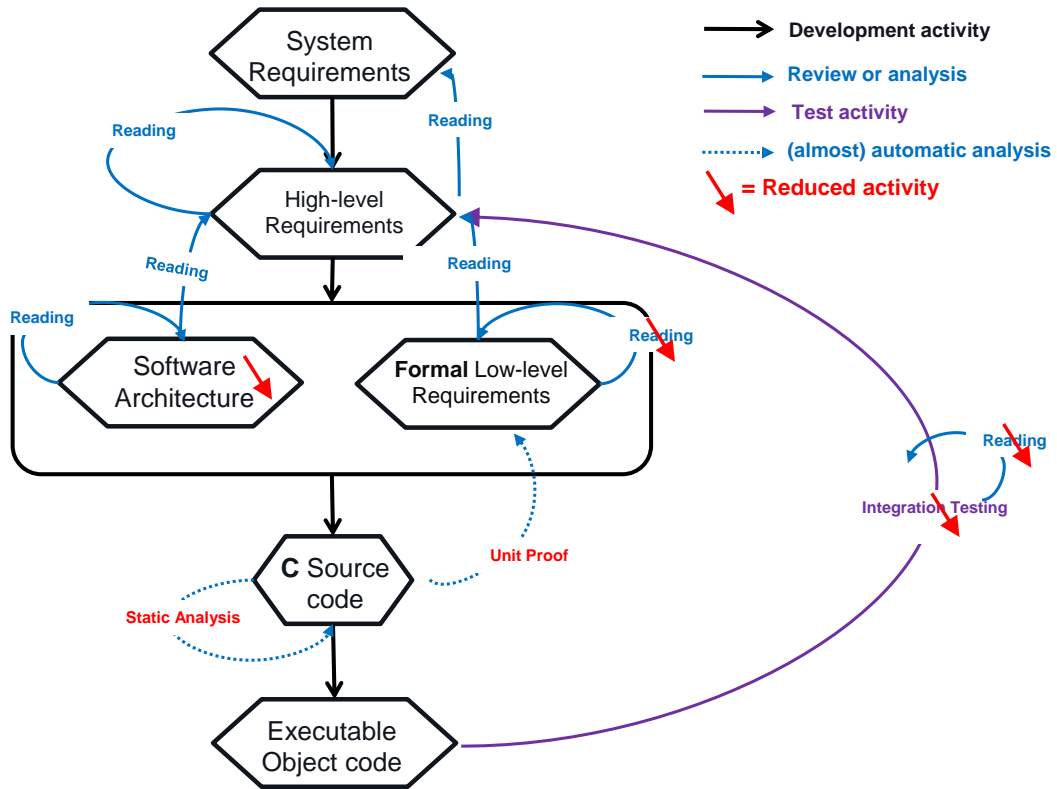 System
Requirements
Development activity
Review or analysis
Test activity
(almost) automatic analysis
= Reduced activity
Reading
Reading
High-level
Requirements
Reading
Reading
Reading
Reading
Software
Architecture
Formal Low-level
Requirements
Reading
Integration Testing
C Source
code
Unit Proof
Static Analysis
Executable
Object code